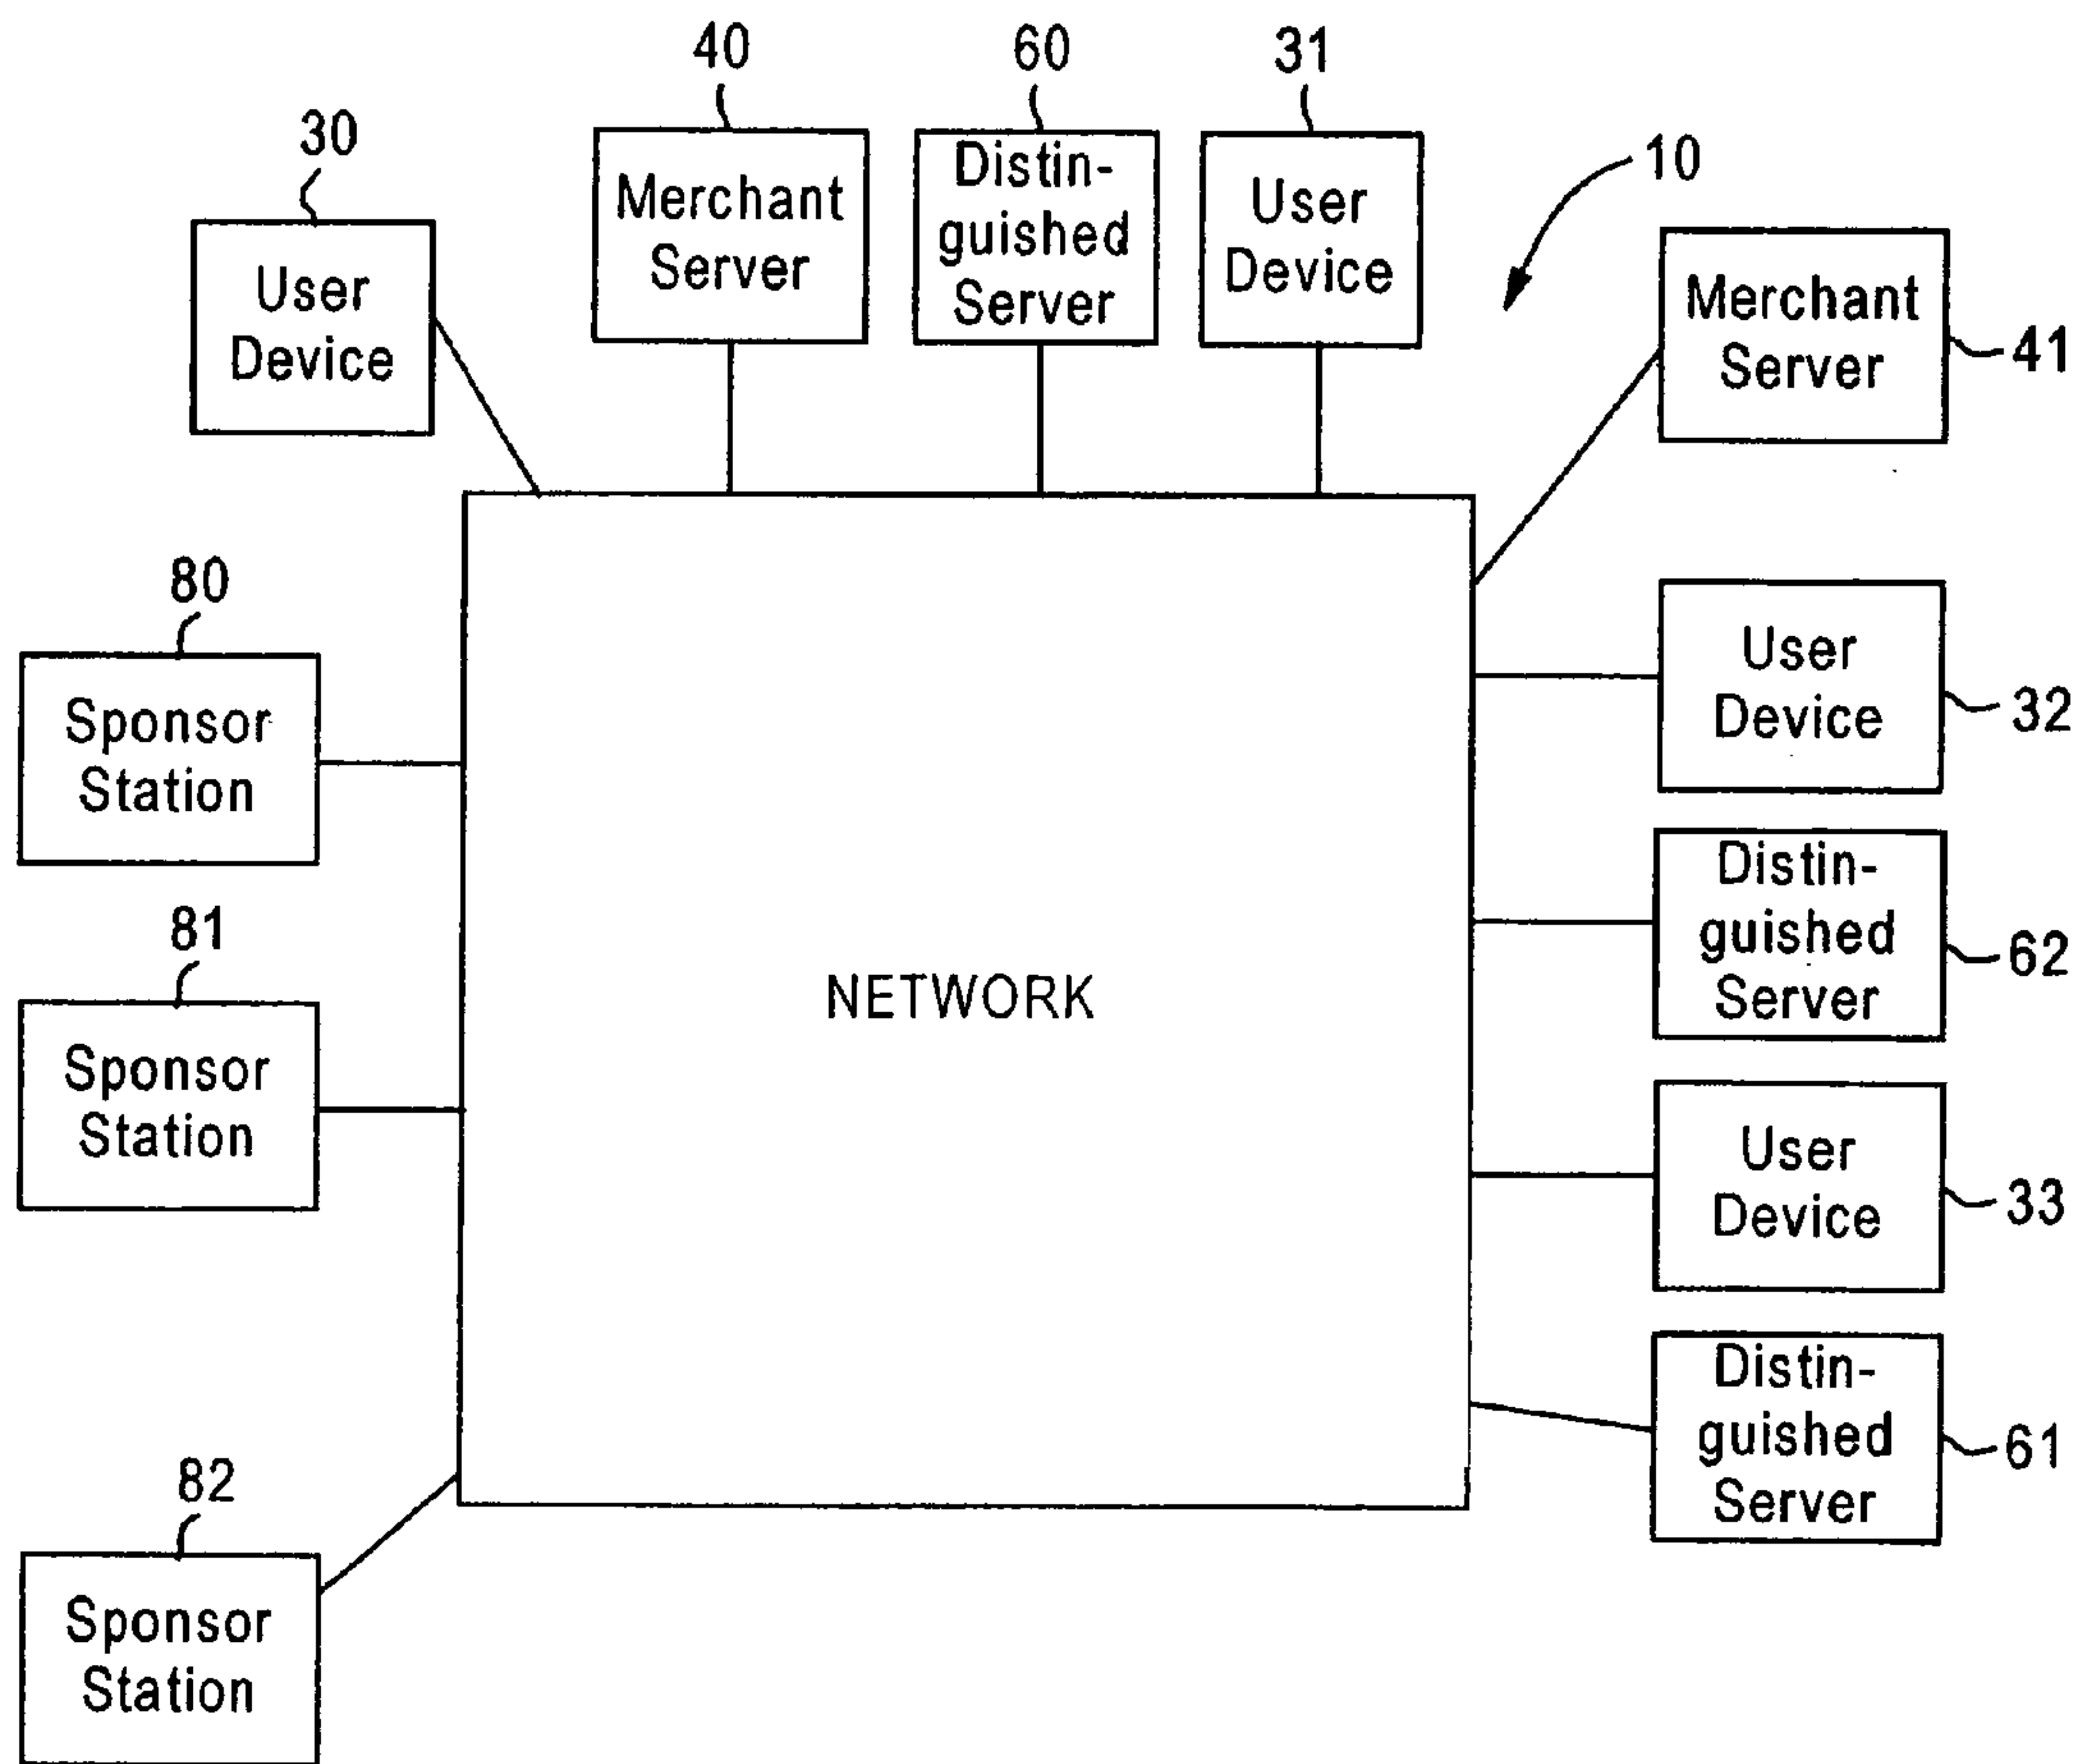 40
60
31
30
10
Merchant
Server
Distin-
guished
Server
User
Device
User
Device
Merchant
Server
41
80
Sponsor
Station
User
Device
32
81
Sponsor
Station
NETWORK
Distin-
guished
Server
62
User
Device
33
82
Sponsor
Station
Distin-
guished
Server
61